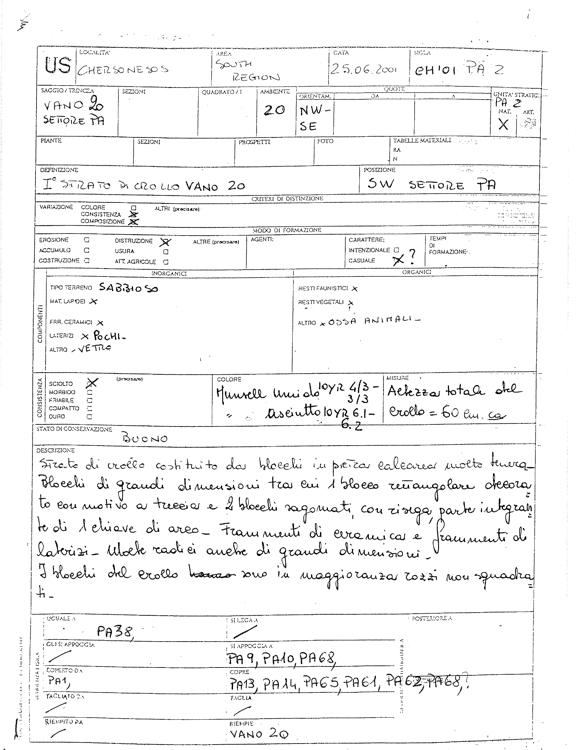 US
LOCALITA' AREA DATA SIGLA
CHERSONESOS SOUTH REGION 25.06.2001 CH'01 PA 2
SAGGIO / TRINCEA SEZIONI QUADRATO / I AMBIENTE QUOTE UNITA' STRATIG.
ORIENTAM. DA A
VANO 20
SETTORE PA
20
NW-
SE
PA 2
NAT. ART.
X
PIANTE SEZIONI PROSPETTI FOTO TABELLE MATERIALI
RA
N
DEFINIZIONE POSIZIONE
I° STRATO DI CROLLO VANO 20 SW SETTORE PA
CRITERI DI DISTINZIONE
VARIAZIONE COLORE ALTRI (precisare)
CONSISTENZA X
COMPOSIZIONE X
MODO DI FORMAZIONE
EROSIONE DISTRUZIONE X ALTRE (precisare) AGENTI: CARATTERE: TEMPI
ACCUMULO USURA INTENZIONALE DI
COSTRUZIONE ATT. AGRICOLE CASUALE X ? FORMAZIONE:
INORGANICI ORGANICI
COMPONENTI
TIPO TERRENO SABBIOSO RESTI FAUNISTICI X
MAT. LAPIDEI X RESTI VEGETALI X
FRR. CERAMICI X ALTRO X OSSA ANIMALI-
LATERIZI X POCHI-
ALTRO - VETRO
CONSISTENZA
SCIOLTO X (precisare)
MORBIDO
FRIABILE
COMPATTO
DURO
COLORE
Munsell Umido 10YR 4/3-
3/3
" asciutto 10YR 6.1-
6.2
MISURE
Altezza totale del
crollo = 60 cm. ca
STATO DI CONSERVAZIONE
BUONO
DESCRIZIONE
Strato di crollo costituito da blocchi in pietra calcarea molto tenera-
Blocchi di grandi dimensioni tra cui 1 blocco rettangolare decora-
to con motivo a treccia e 2 blocchi sagomati, con risega, parte integran-
te di 1 chiave di arco - Frammenti di ceramica e frammenti di
laterizi - Molte radici anche di grandi dimensioni -
I blocchi del crollo sono in maggioranza rozzi non squadra-
ti -
UGUALE A SI LEGA A POSTERIORE A
PA38, /
GLI SI APPOGGIA SI APPOGGIA A
/ PA9, PA10, PA68,
COPERTO DA COPRE
PA1, PA13, PA14, PA65, PA61, PA62, PA68,?
TAGLIATO DA TAGLIA
/ /
RIEMPITO DA RIEMPIE
/ VANO 20